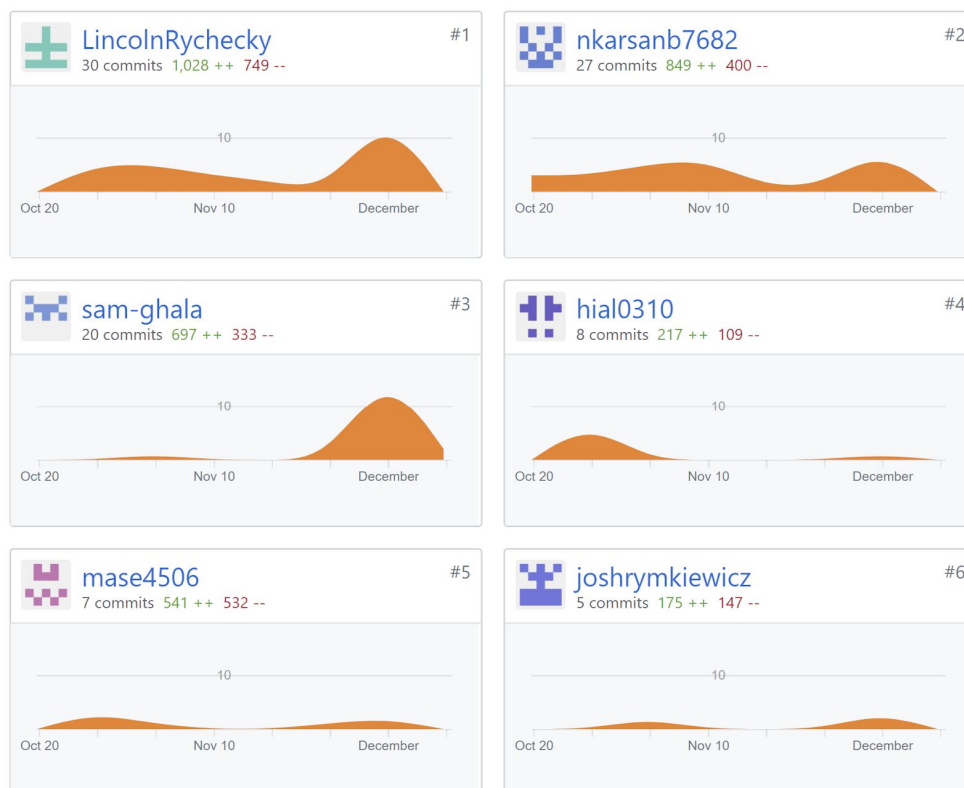 LincolnRychecky #1
30 commits 1,028 ++ 749 --
10
Oct 20 Nov 10 December
nkarsanb7682 #2
27 commits 849 ++ 400 --
10
Oct 20 Nov 10 December
sam-ghala #3
20 commits 697 ++ 333 --
10
Oct 20 Nov 10 December
hial0310 #4
8 commits 217 ++ 109 --
10
Oct 20 Nov 10 December
mase4506 #5
7 commits 541 ++ 532 --
10
Oct 20 Nov 10 December
joshrymkiewicz #6
5 commits 175 ++ 147 --
10
Oct 20 Nov 10 December